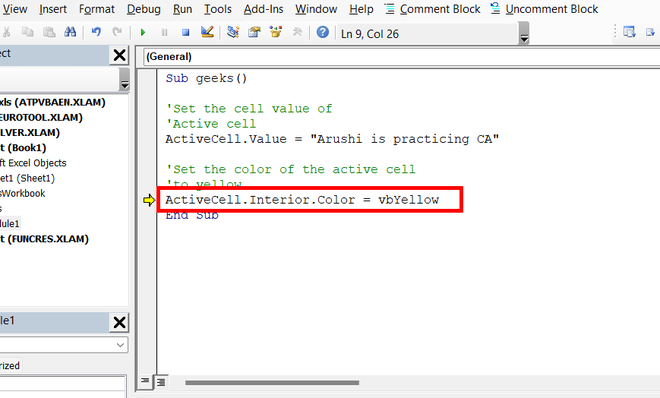 View Insert Format Debug Run Tools Add-Ins Window Help Comment Block Uncomment Block
Ln 9, Col 26
(General)
xls (ATPVBAEN.XLAM)
EUROTOOL.XLAM)
LVER.XLAM)
t (Book1)
ft Excel Objects
et1 (Sheet1)
sWorkbook
s
dule1
t (FUNCRES.XLAM)
le1
rized
Sub geeks()
'Set the cell value of
'Active cell
ActiveCell.Value = "Arushi is practicing CA"
'Set the color of the active cell
'to yellow
ActiveCell.Interior.Color = vbYellow
End Sub